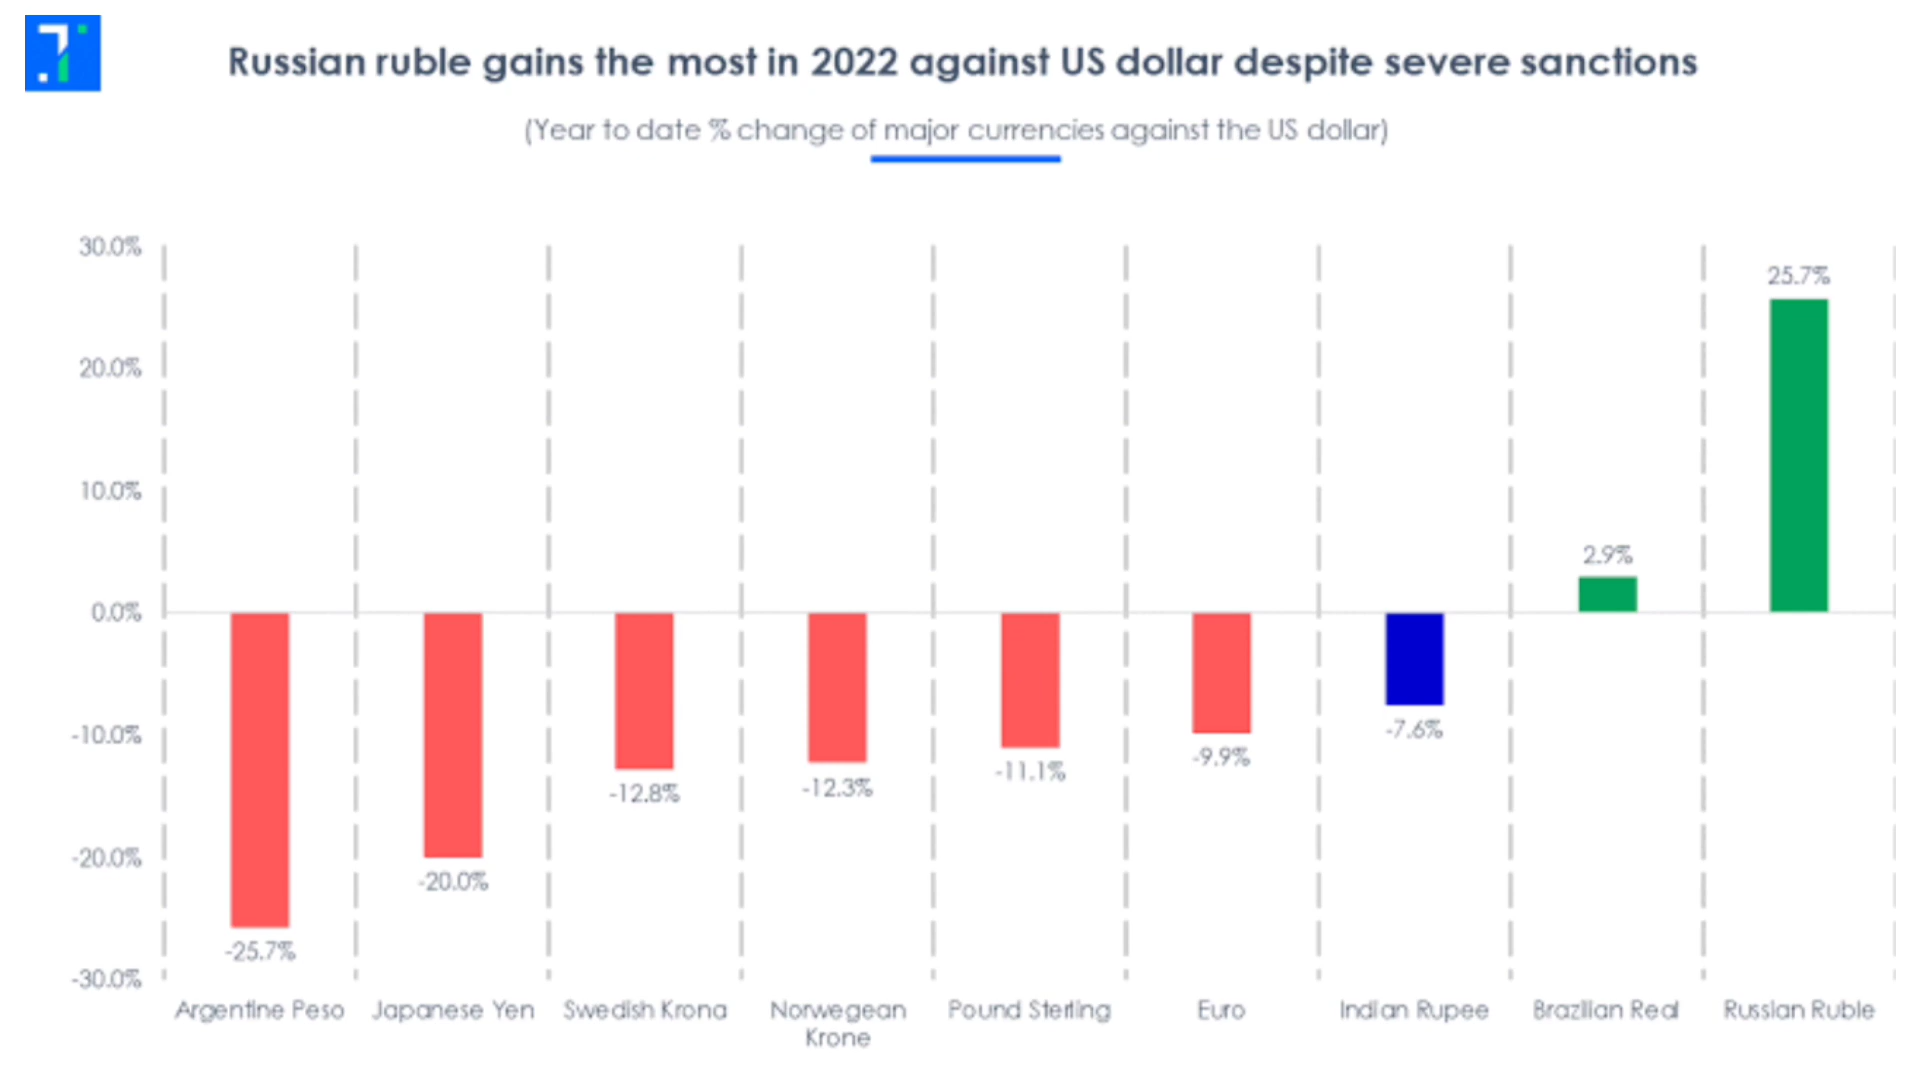 Russian ruble gains the most in 2022 against US dollar despite severe sanctions
(Year to date % change of major currencies against the US dollar)
30.0%
20.0%
10.0%
0.0%
-10.0%
-20.0%
-30.0%
25.7%
2.9%
-7.6%
-9.9%
-11.1%
-12.3%
-12.8%
-20.0%
-25.7%
Argentine Peso
Japanese Yen
Swedish Krona
Norwegean
Krone
Pound Sterling
Euro
Indian Rupee
Brazilian Real
Russian Ruble